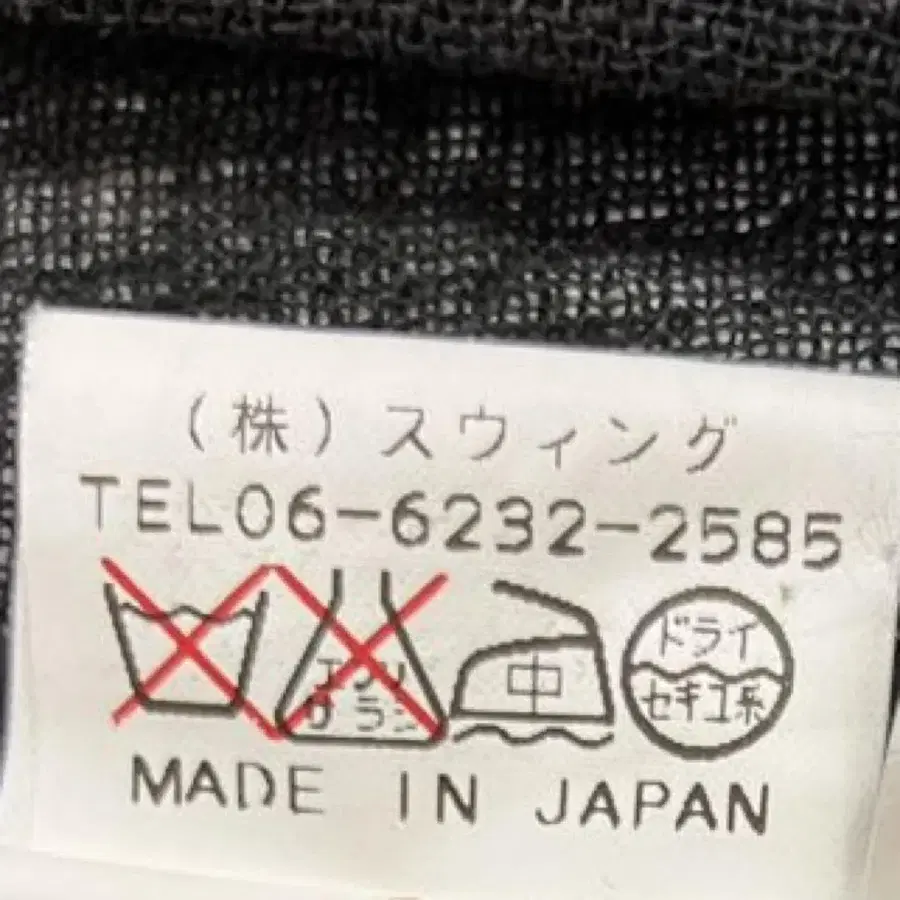 (株)スウィング
TEL06-6232-2585
エンソ
サラシ
中
ドライ
セキユ系
MADE IN JAPAN